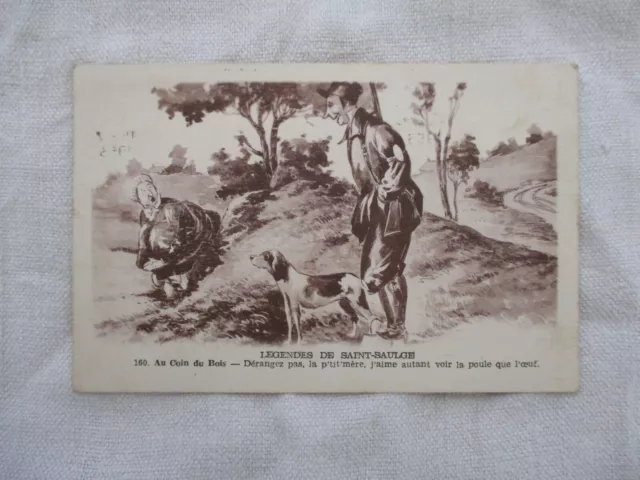 LEGENDES DE SAINT-SAULGE
160. Au Coin du Bois — Dérangez pas, la p'tit'mère, j'aime autant voir la poule que l'œuf.